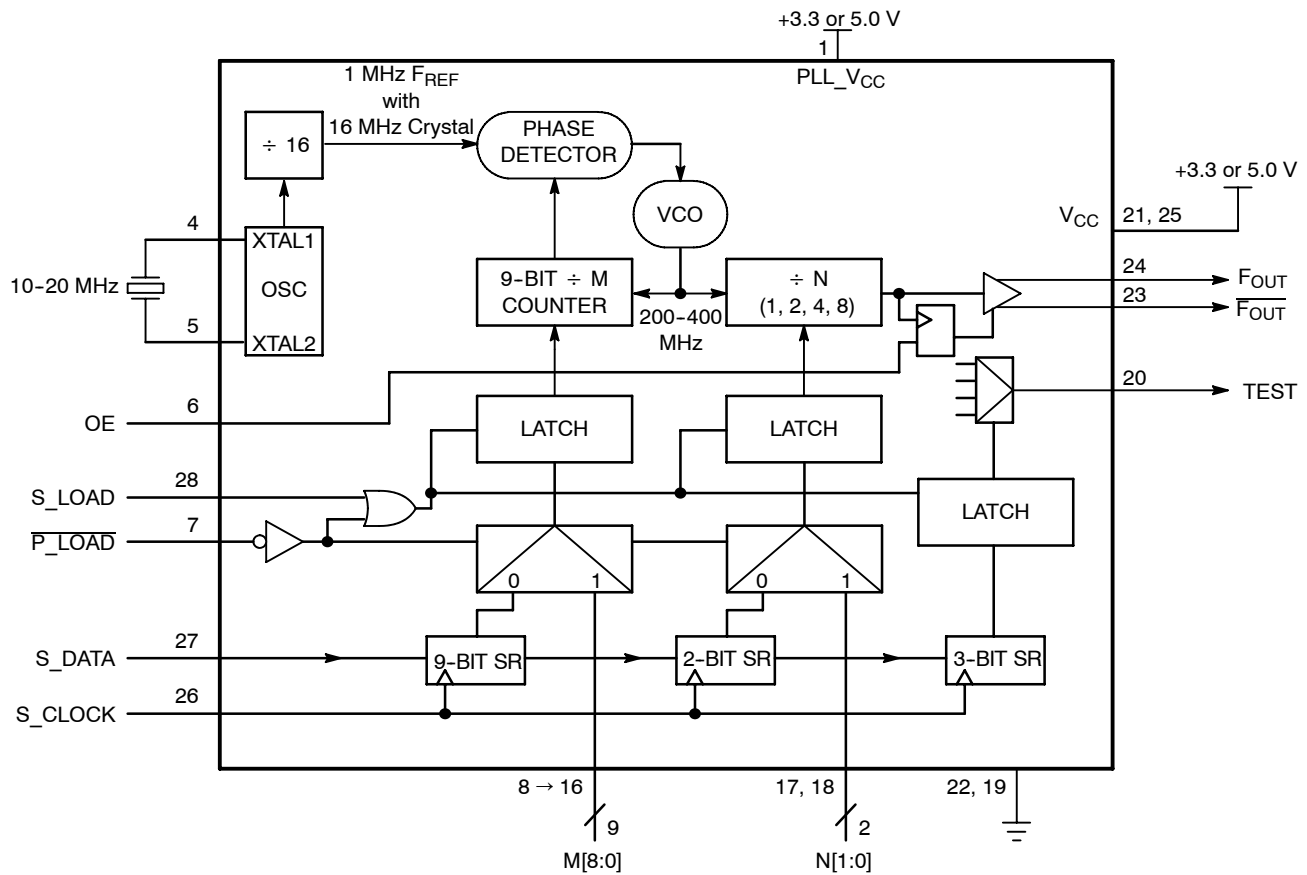 +3.3 or 5.0 V
1
PLL_VCC
1 MHz FREF
with
16 MHz Crystal
÷ 16
PHASE
DETECTOR
VCO
+3.3 or 5.0 V
VCC
21, 25
4
XTAL1
10-20 MHz
OSC
5
XTAL2
9-BIT ÷ M
COUNTER
200-400
MHz
÷ N
(1, 2, 4, 8)
24
FOUT
23
FOUT
20
TEST
6
OE
LATCH
LATCH
28
S_LOAD
7
P_LOAD
LATCH
0
1
0
1
27
S_DATA
9-BIT SR
2-BIT SR
3-BIT SR
26
S_CLOCK
8 → 16
17, 18
22, 19
9
2
M[8:0]
N[1:0]